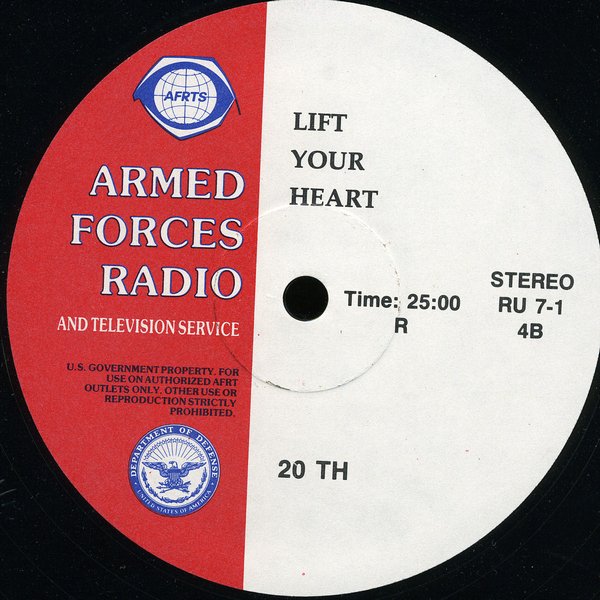 AFRTS
ARMED
FORCES
RADIO
AND TELEVISION SERVICE
U.S. GOVERNMENT PROPERTY. FOR
USE ON AUTHORIZED AFRT
OUTLETS ONLY. OTHER USE OR
REPRODUCTION STRICTLY
PROHIBITED.
DEPARTMENT OF DEFENSE
UNITED STATES OF AMERICA
LIFT
YOUR
HEART
Time: 25:00
R
STEREO
RU 7-1
4B
20 TH